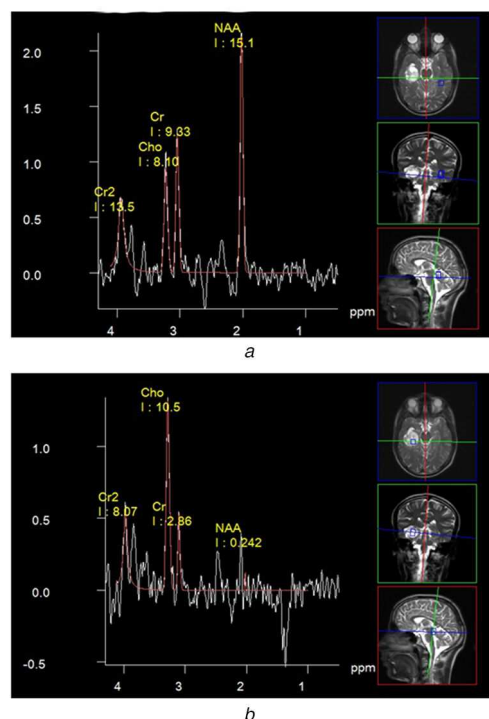 NAA
I : 15.1
2.0
1.5
Cr
I : 9.33
Cho
I : 8.10
1.0
Cr2
I : 13.5
0.5
0.0
ppm
4 3 2 1
a
Cho
I : 10.5
1.0
Cr2
I : 8.07
Cr
I : 2.86
NAA
I : 0.242
0.5
0.0
-0.5
ppm
4 3 2 1
b